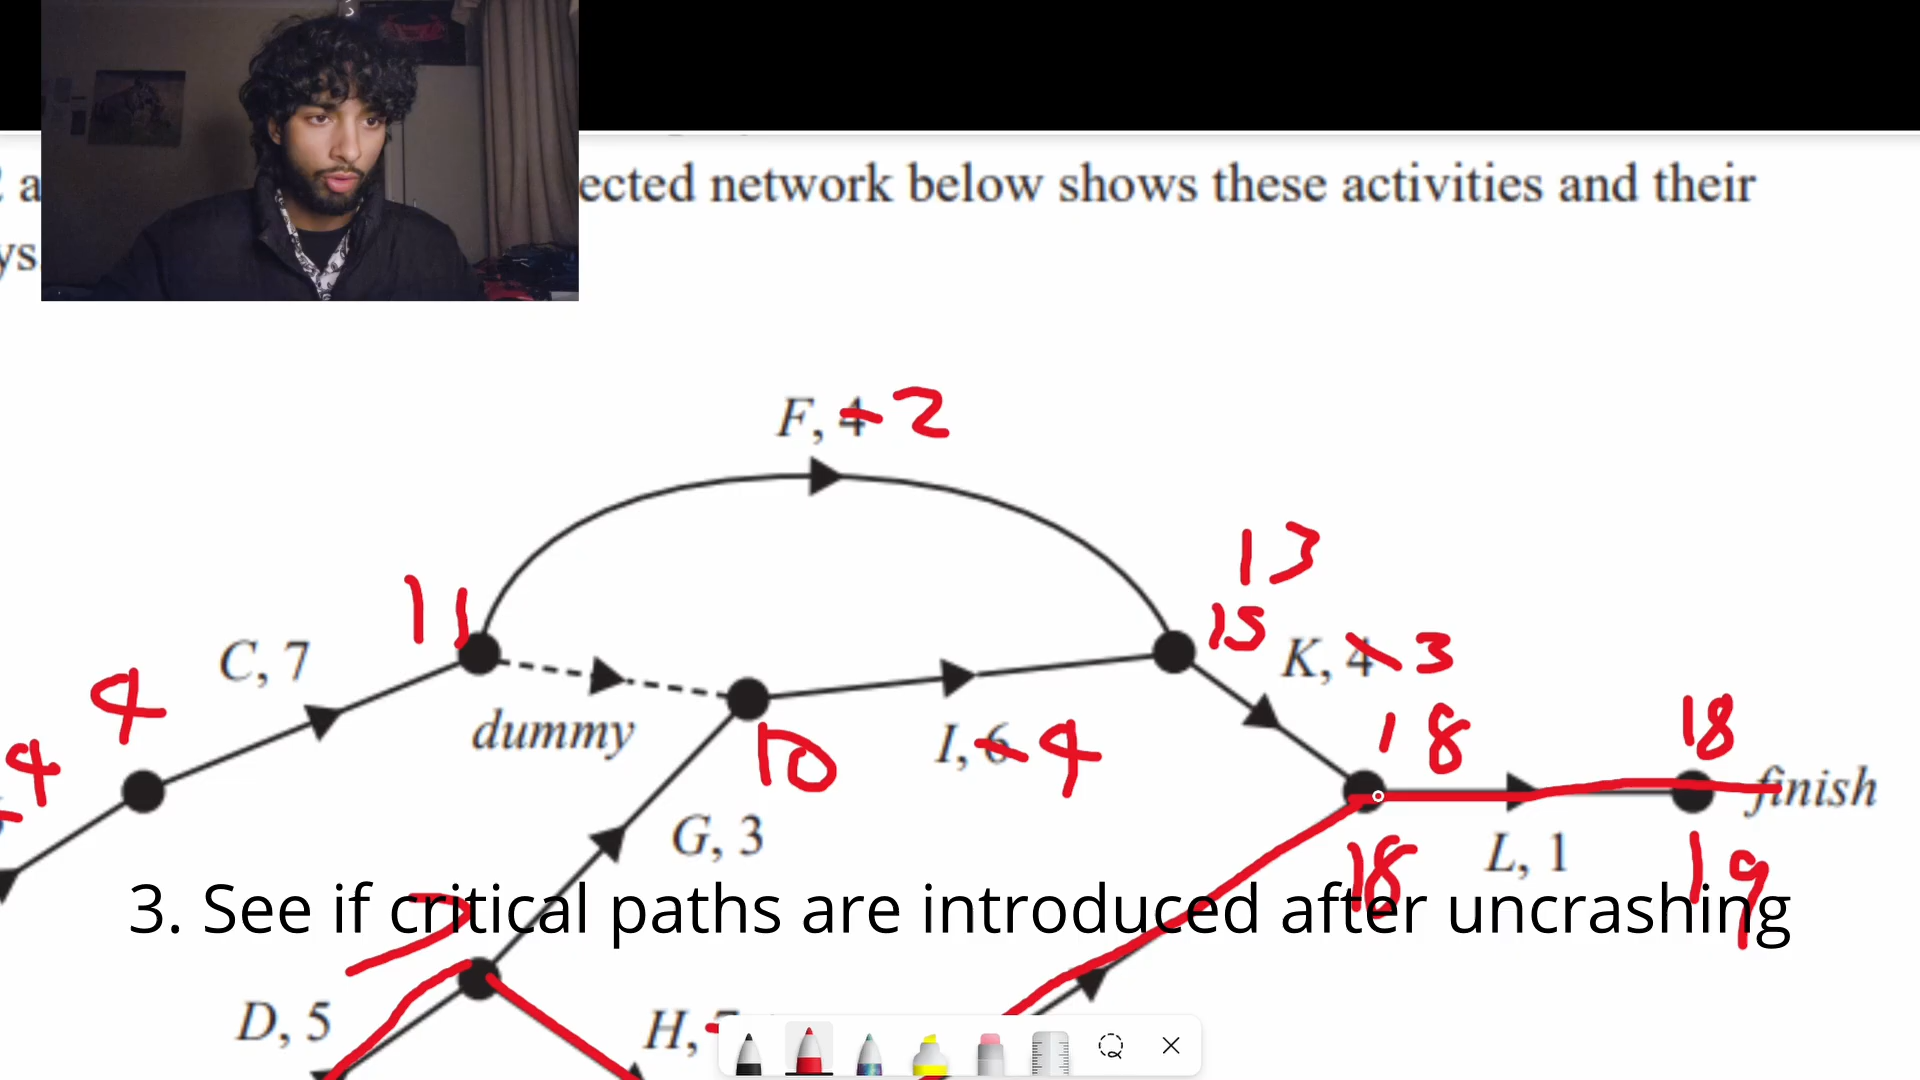 ected network below shows these activities and their
ys
F, 4 2
13
11
15
C, 7
K, 4 3
4
18
18
dummy
I, 6 4
4
10
finish
G, 3
L, 1
18
19
3. See if critical paths are introduced after uncrashing
7
D, 5
H,